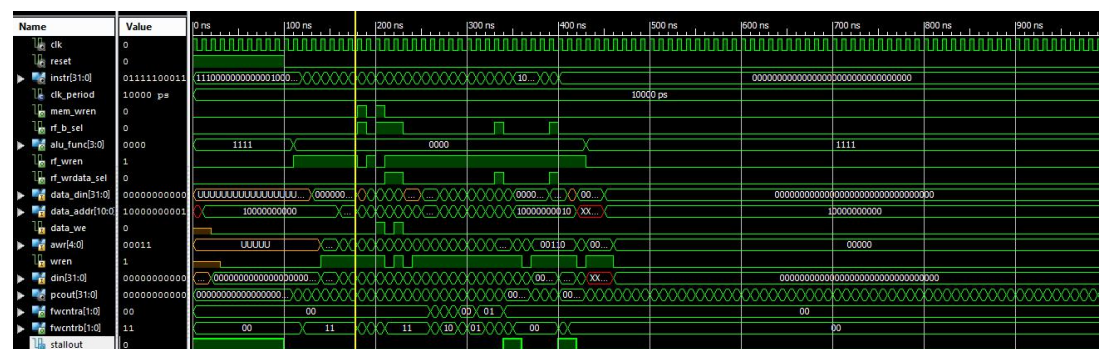 Name Value 0 ns 100 ns 200 ns 300 ns 400 ns 500 ns 600 ns 700 ns 800 ns 900 ns
clk 0
reset 0
instr[31:0] 01111100011 111000000000001000... 10... 00000000000000000000000000000000
clk_period 10000 ps 10000 ps
mem_wren 0
rf_b_sel 0
alu_func[3:0] 0000 1111 0000 1111
rf_wren 1
rf_wrdata_sel 0
data_din[31:0] 00000000000 UUUUUUUUUUUUUUUUU... 000000... ... ... 0000... ... 00... 00000000000000000000000000000000
data_addr[10:0] 10000000001 10000000000 ... ... 10000000010 XX... 10000000000
data_we 0
awr[4:0] 00011 UUUUU ... ... 00110 00... 00000
wren 1
din[31:0] 00000000000 ... 0000000000000000... ... 00... ... XX... 00000000000000000000000000000000
pcout[31:0] 00000000000 00000000000000000... 00... 00...
fwcntra[1:0] 00 00 00 01 00
fwcntrb[1:0] 11 00 11 11 10 01 00 00
stallout 0